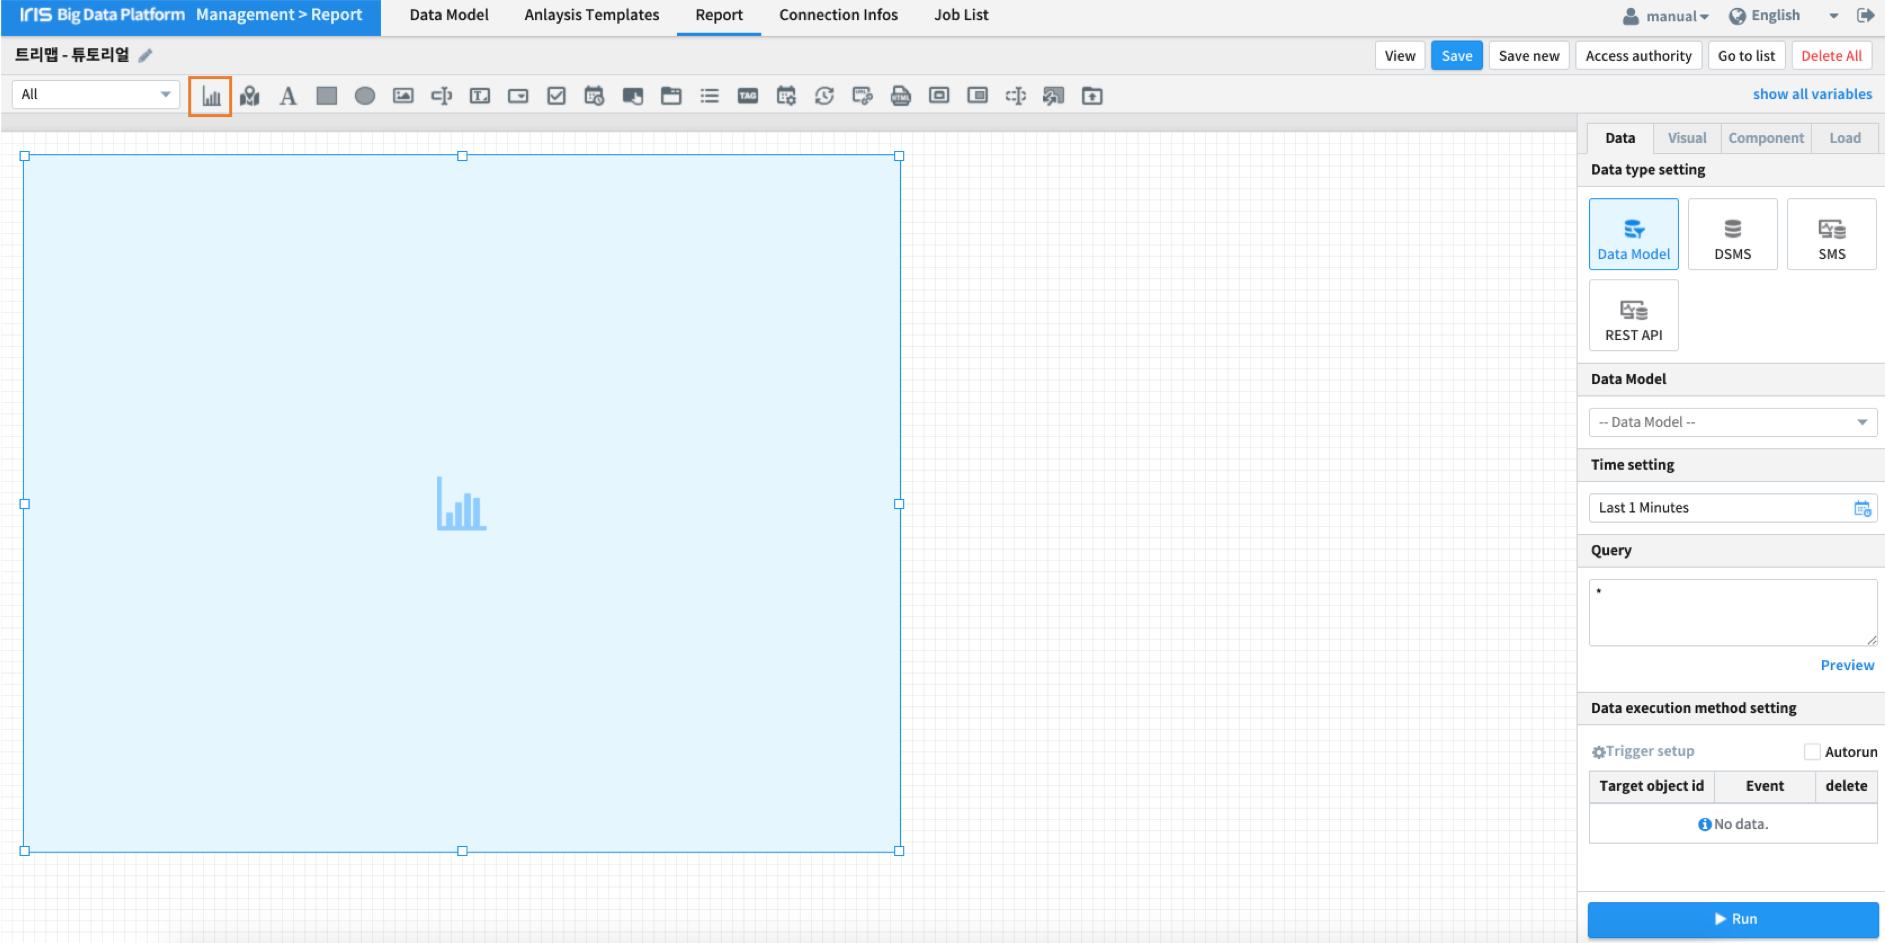 IRIS Big Data Platform Management > Report Data Model Anlaysis Templates Report Connection Infos Job List manual English
트리맵 - 튜토리얼 View Save Save new Access authority Go to list Delete All
All A T TAG URL HTML show all variables
Data Visual Component Load
Data type setting
Data Model DSMS SMS
REST API
Data Model
-- Data Model --
Time setting
Last 1 Minutes
Query
*
Preview
Data execution method setting
Trigger setup Autorun
Target object id Event delete
No data.
Run